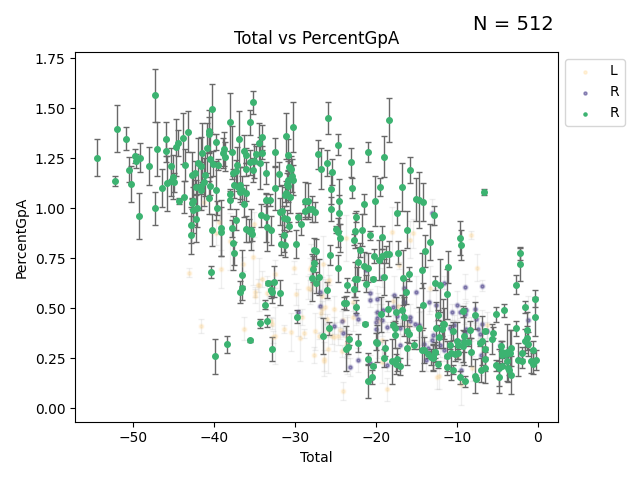 N = 512
Total vs PercentGpA
L
R
R
PercentGpA
1.75
1.50
1.25
1.00
0.75
0.50
0.25
0.00
−50 −40 −30 −20 −10 0
Total